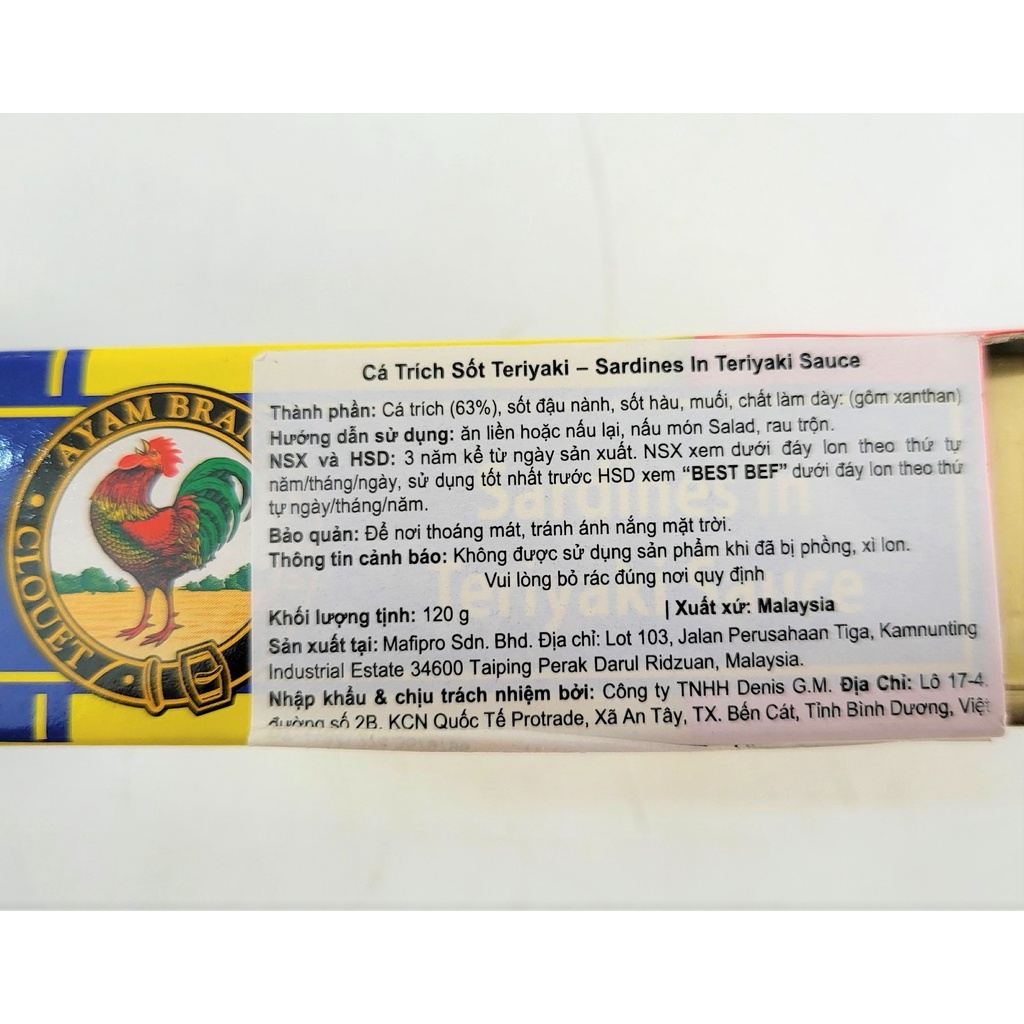 AYAM BRAN
CLOUET
Cá Trích Sốt Teriyaki – Sardines In Teriyaki Sauce
Thành phần: Cá trích (63%), sốt đậu nành, sốt hàu, muối, chất làm dày: (gôm xanthan)
Hướng dẫn sử dụng: ăn liền hoặc nấu lại, nấu món Salad, rau trộn.
NSX và HSD: 3 năm kể từ ngày sản xuất. NSX xem dưới đáy lon theo thứ tự
năm/tháng/ngày, sử dụng tốt nhất trước HSD xem “BEST BEF” dưới đáy lon theo thứ
tự ngày/tháng/năm.
Bảo quản: Để nơi thoáng mát, tránh ánh nắng mặt trời.
Thông tin cảnh báo: Không được sử dụng sản phẩm khi đã bị phồng, xì lon.
Vui lòng bỏ rác đúng nơi quy định
Khối lượng tịnh: 120 g | Xuất xứ: Malaysia
Sản xuất tại: Mafipro Sdn. Bhd. Địa chỉ: Lot 103, Jalan Perusahaan Tiga, Kamnunting
Industrial Estate 34600 Taiping Perak Darul Ridzuan, Malaysia.
Nhập khẩu & chịu trách nhiệm bởi: Công ty TNHH Denis G.M. Địa Chỉ: Lô 17-4,
đường số 2B, KCN Quốc Tế Protrade, Xã An Tây, TX. Bến Cát, Tỉnh Bình Dương, Việt
Sardines In
Teriyaki Sauce